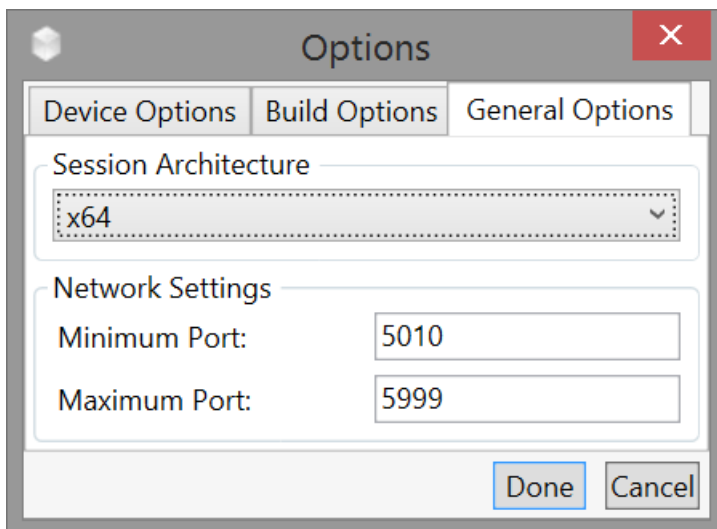 Options
Device Options Build Options General Options
Session Architecture
x64
Network Settings
Minimum Port: 5010
Maximum Port: 5999
Done Cancel